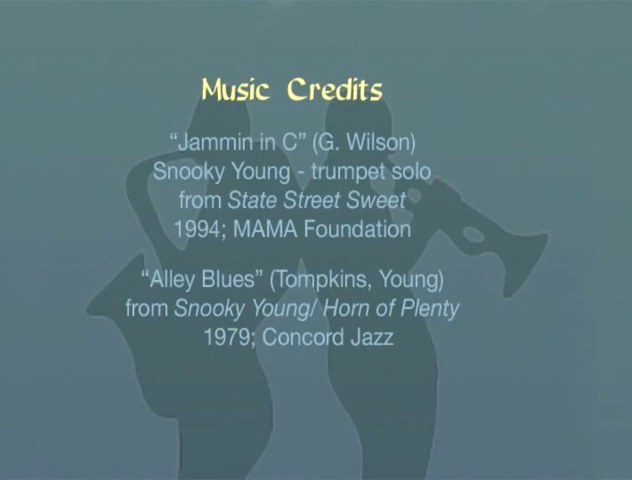 Music Credits
“Jammin in C” (G. Wilson)
Snooky Young - trumpet solo
from State Street Sweet
1994; MAMA Foundation
“Alley Blues” (Tompkins, Young)
from Snooky Young/ Horn of Plenty
1979; Concord Jazz